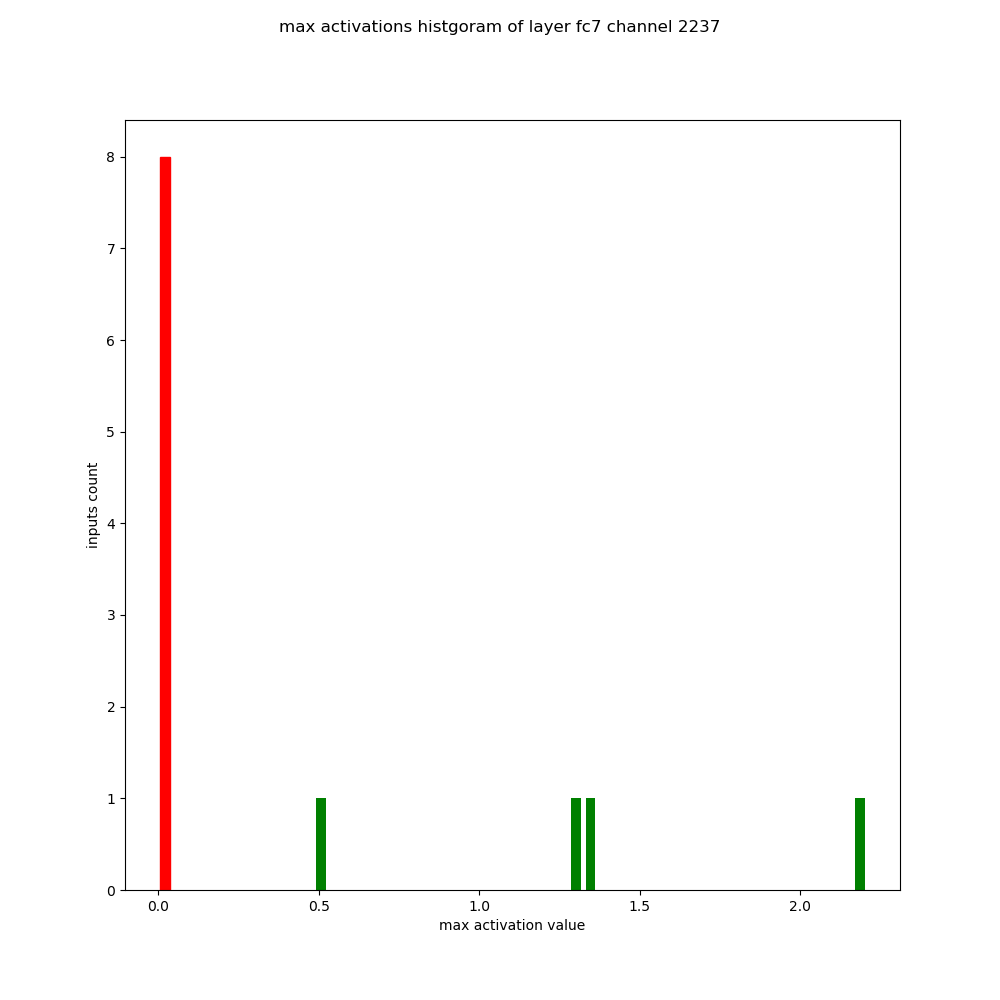 max activations histgoram of layer fc7 channel 2237
8
7
6
5
4
3
2
1
0
inputs count
0.0 0.5 1.0 1.5 2.0
max activation value